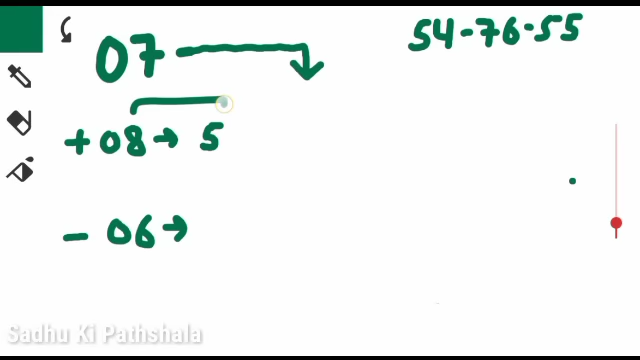 07 → 54-76-55
+ 08 → 5
- 06 →
Sadhu Ki Pathshala